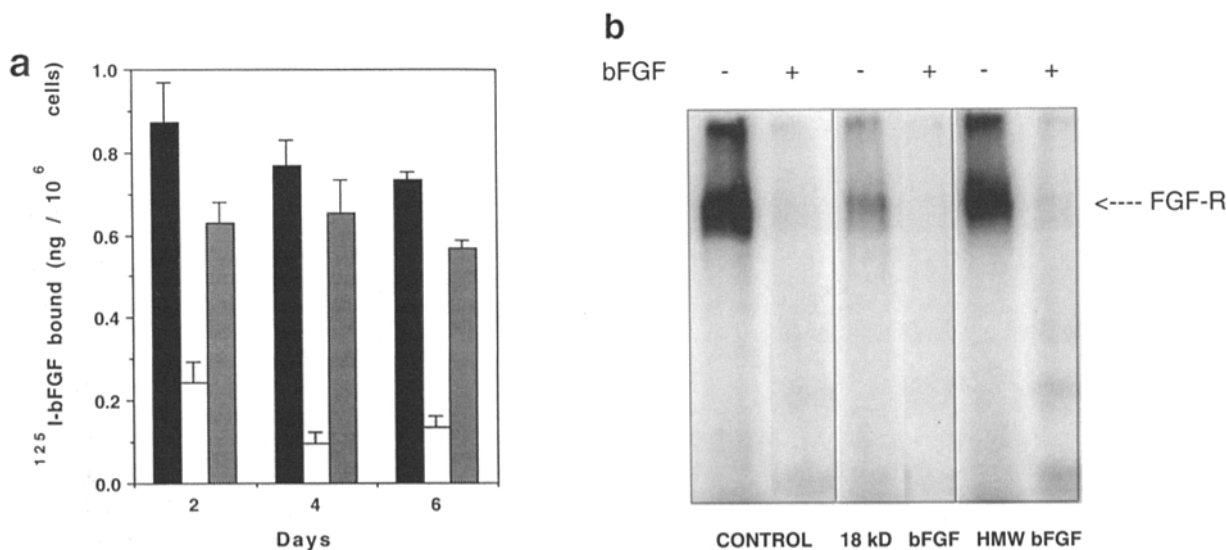 a
1.0
0.8
0.6
0.4
0.2
0.0
125 I-bFGF bound (ng / 10 6 cells)
2 4 6
Days
b
bFGF - + - + - +
<---- FGF-R
CONTROL 18 kD bFGF HMW bFGF